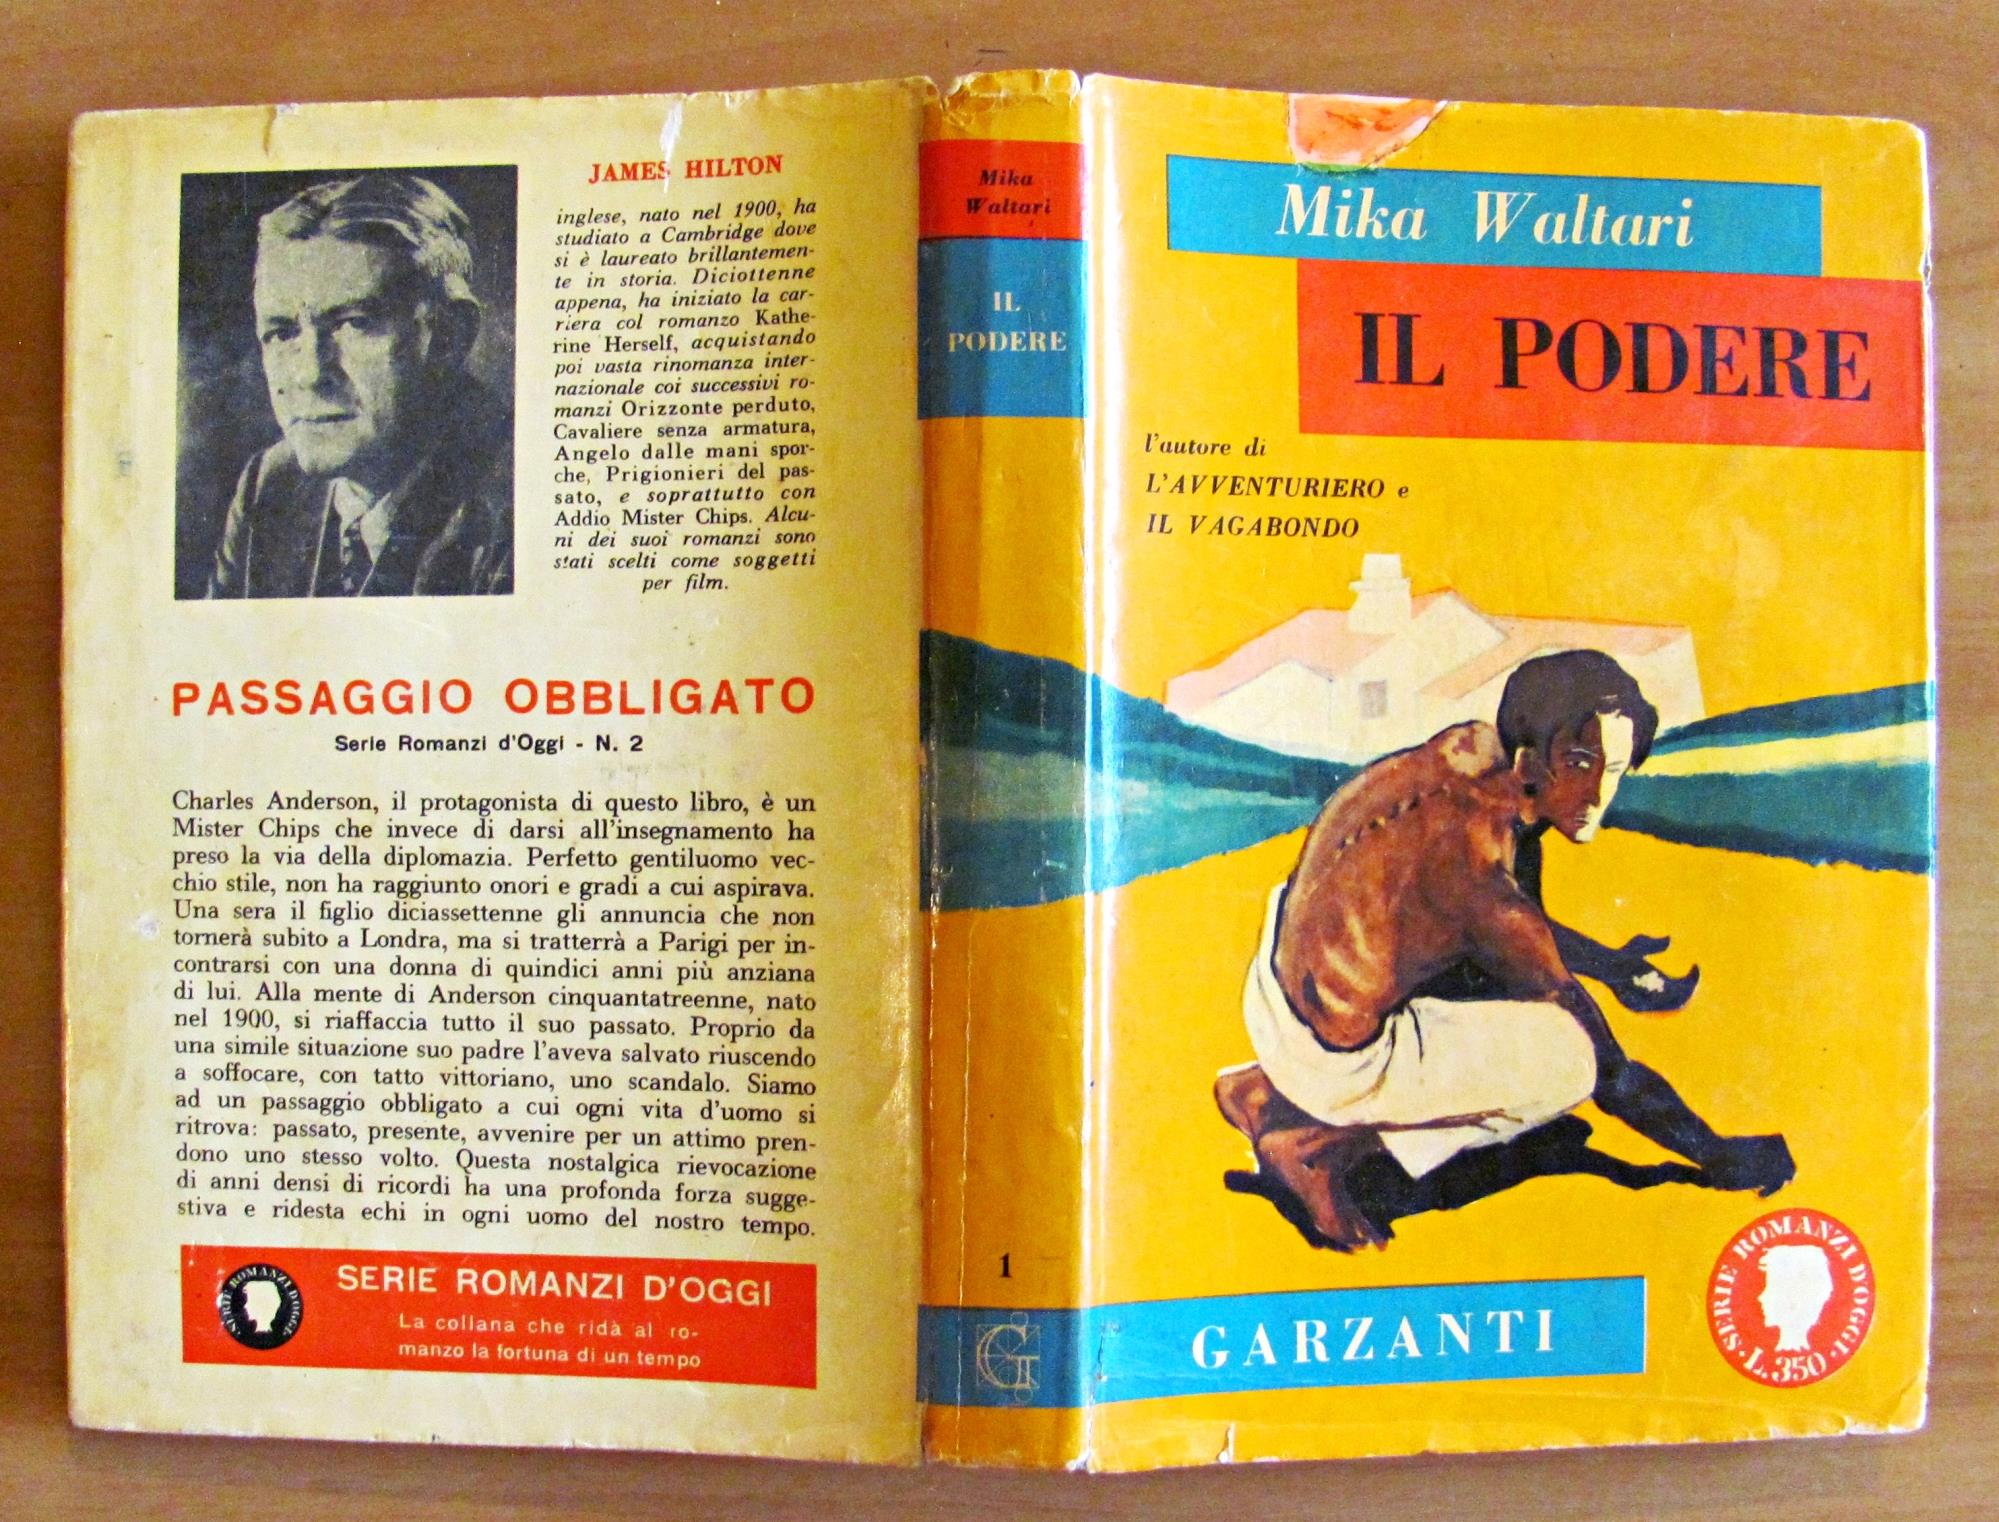 JAMES HILTON
inglese, nato nel 1900, ha
studiato a Cambridge dove
si è laureato brillantemen-
te in storia. Diciottenne
appena, ha iniziato la car-
riera col romanzo Kathe-
rine Herself, acquistando
poi vasta rinomanza inter-
nazionale coi successivi ro-
manzi Orizzonte perduto,
Cavaliere senza armatura,
Angelo dalle mani spor-
che, Prigionieri del pas-
sato, e soprattutto con
Addio Mister Chips. Alcu-
ni dei suoi romanzi sono
stati scelti come soggetti
per film.
PASSAGGIO OBBLIGATO
Serie Romanzi d'Oggi - N. 2
Charles Anderson, il protagonista di questo libro, è un
Mister Chips che invece di darsi all'insegnamento ha
preso la via della diplomazia. Perfetto gentiluomo vec-
chio stile, non ha raggiunto onori e gradi a cui aspirava.
Una sera il figlio diciassettenne gli annuncia che non
tornerà subito a Londra, ma si tratterrà a Parigi per in-
contrarsi con una donna di quindici anni più anziana
di lui. Alla mente di Anderson cinquantatreenne, nato
nel 1900, si riaffaccia tutto il suo passato. Proprio da
una simile situazione suo padre l'aveva salvato riuscendo
a soffocare, con tatto vittoriano, uno scandalo. Siamo
ad un passaggio obbligato a cui ogni vita d'uomo si
ritrova: passato, presente, avvenire per un attimo pren-
dono uno stesso volto. Questa nostalgica rievocazione
di anni densi di ricordi ha una profonda forza sugge-
stiva e ridesta echi in ogni uomo del nostro tempo.
SERIE ROMANZI D'OGGI
SERIE ROMANZI D'OGGI
La collana che ridà al ro-
manzo la fortuna di un tempo
Mika
Waltari
IL
PODERE
1
G
Mika Waltari
IL PODERE
l'autore di
L'AVVENTURIERO e
IL VAGABONDO
GARZANTI
SERIE ROMANZI D'OGGI
L. 350